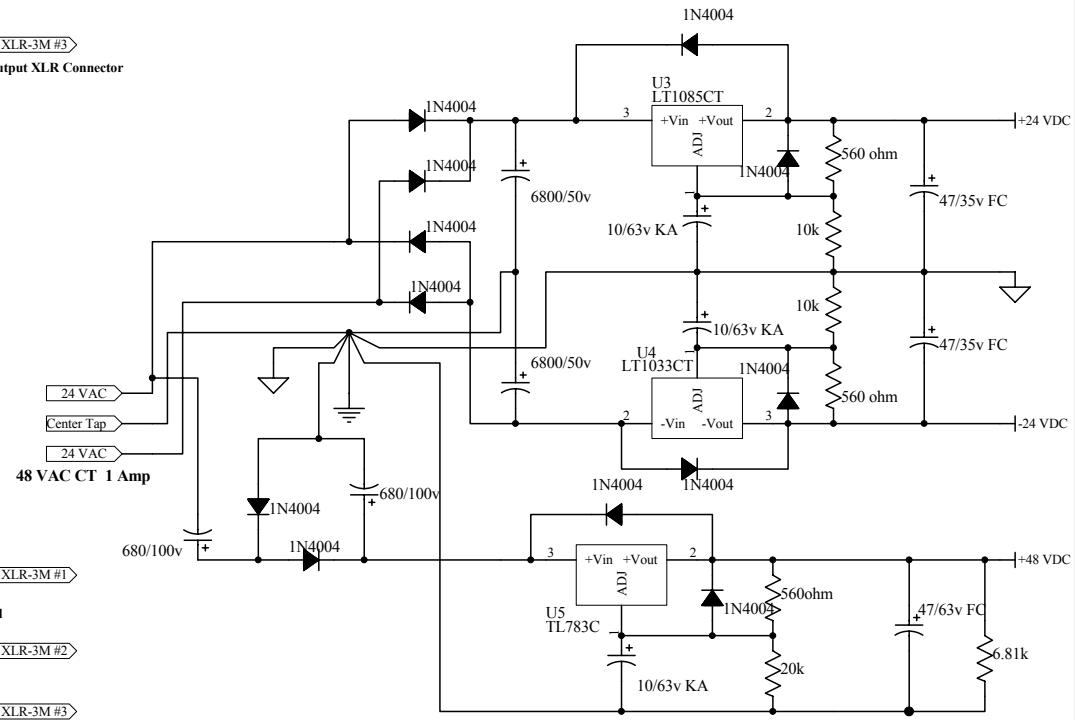 1N4004
XLR-3M #3
utput XLR Connector
U3
LT1085CT
1N4004
3
+Vin +Vout
2
+24 VDC
ADJ
1N4004
1N4004
560 ohm
1
6800/50v
47/35v FC
1N4004
10/63v KA
10k
1N4004
10k
10/63v KA
47/35v FC
U4
LT1033CT
1
1N4004
6800/50v
24 VAC
ADJ
560 ohm
Center Tap
2
-Vin -Vout
3
-24 VDC
24 VAC
48 VAC CT 1 Amp
1N4004
1N4004
680/100v
1N4004
680/100v
1N4004
3
+Vin +Vout
2
+48 VDC
XLR-3M #1
ADJ
560ohm
U5
TL783C
1N4004
47/63v FC
1
XLR-3M #2
6.81k
20k
10/63v KA
XLR-3M #3